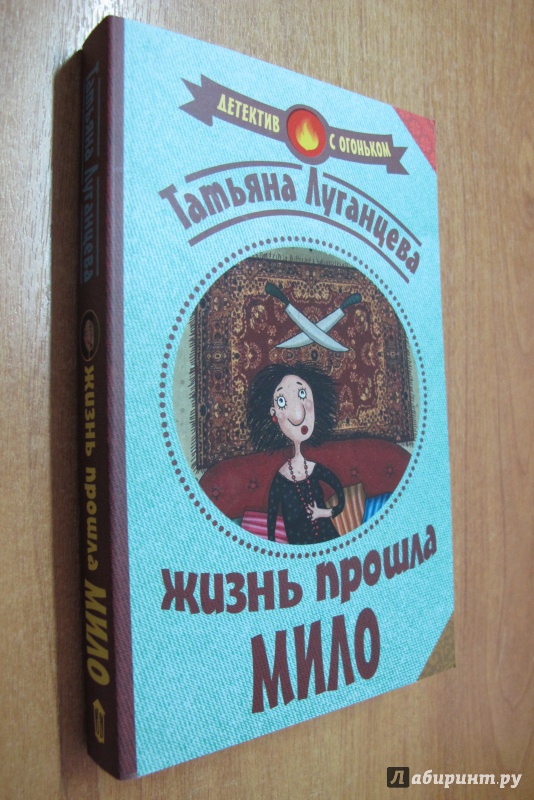 ДЕТЕКТИВ С ОГОНЬКОМ
Татьяна Луганцева
жизнь прошла
МИЛО
Татьяна Луганцева
жизнь прошла МИЛО
Лабиринт.ру